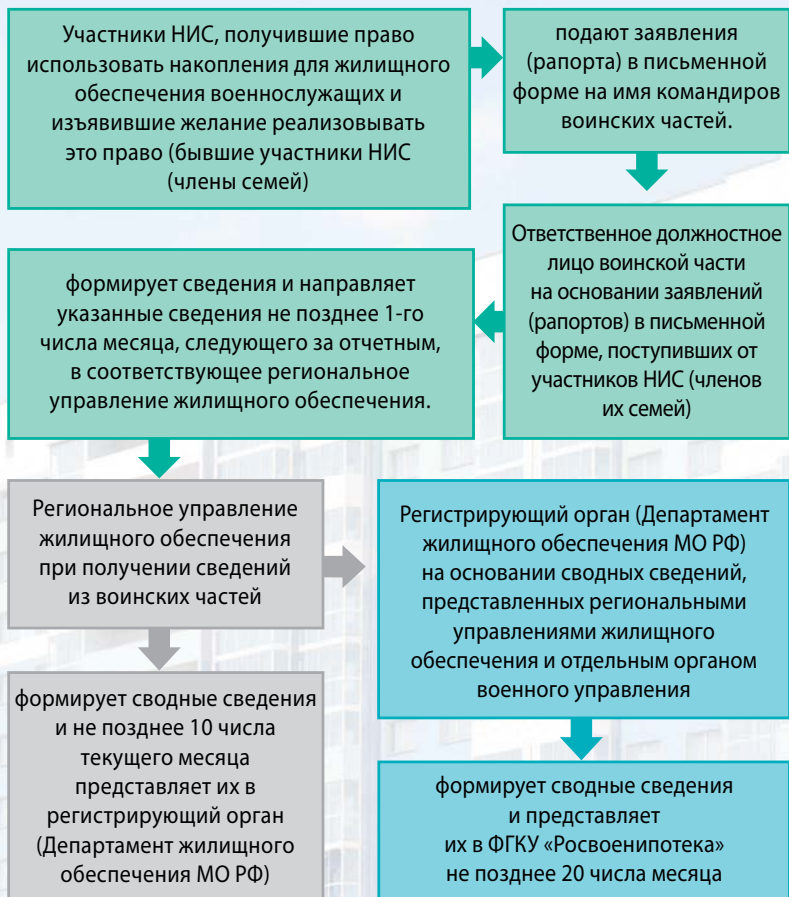 Участники НИС, получившие право
использовать накопления для жилищного
обеспечения военнослужащих и
изъявившие желание реализовывать
это право (бывшие участники НИС
(члены семей)
подают заявления
(рапорта) в письменной
форме на имя командиров
воинских частей.
Ответственное должностное
лицо воинской части
на основании заявлений
(рапортов) в письменной
форме, поступивших от
участников НИС (членов
их семей)
формирует сведения и направляет
указанные сведения не позднее 1-го
числа месяца, следующего за отчетным,
в соответствующее региональное
управление жилищного обеспечения.
Региональное управление
жилищного обеспечения
при получении сведений
из воинских частей
формирует сводные сведения
и не позднее 10 числа
текущего месяца
представляет их в
регистрирующий орган
(Департамент жилищного
обеспечения МО РФ)
Регистрирующий орган (Департамент
жилищного обеспечения МО РФ)
на основании сводных сведений,
представленных региональными
управлениями жилищного
обеспечения и отдельным органом
военного управления
формирует сводные сведения
и представляет
их в ФГКУ «Росвоенипотека»
не позднее 20 числа месяца